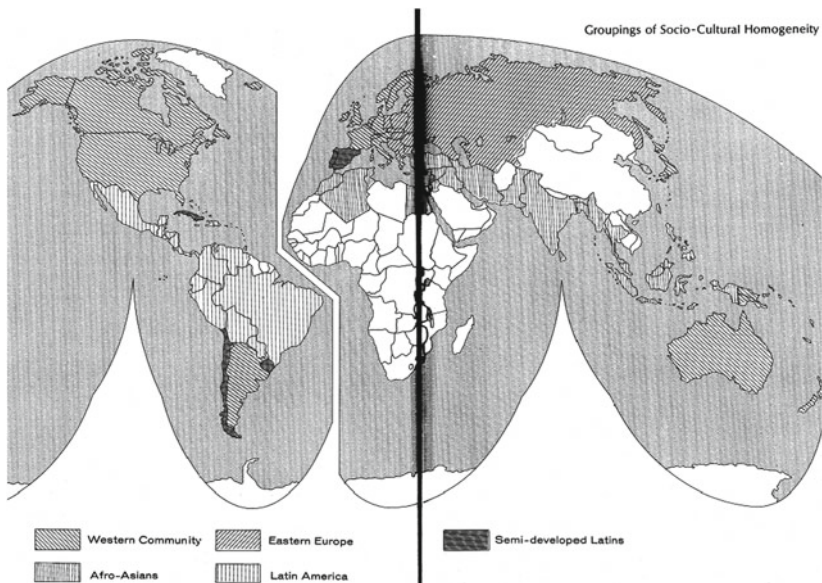 Groupings of Socio-Cultural Homogeneity
Western Community
Eastern Europe
Semi-developed Latins
Afro-Asians
Latin America